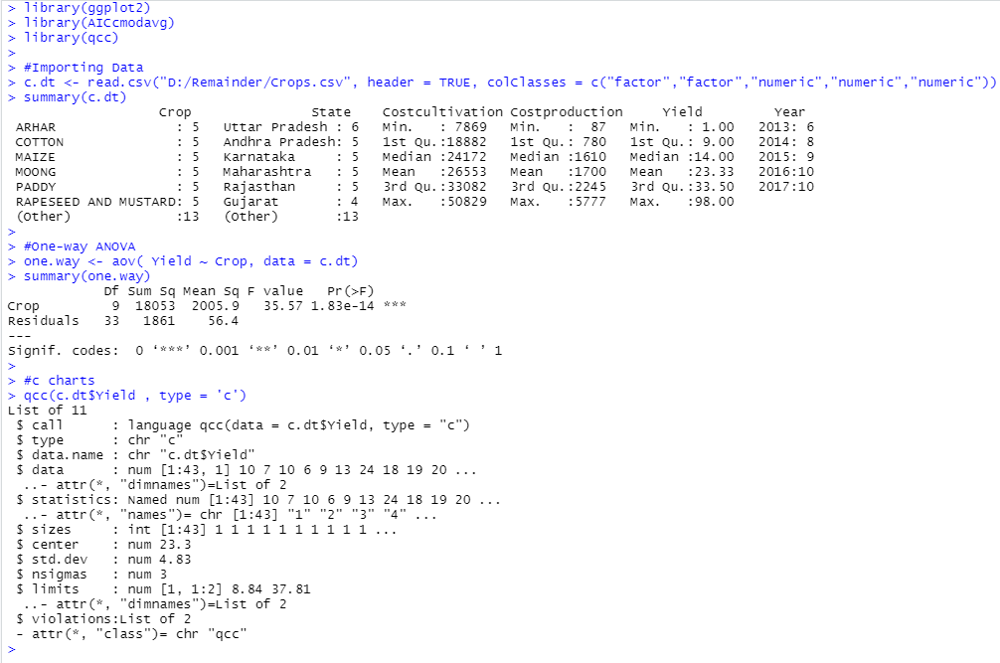 > library(ggplot2)
> library(AICcmodavg)
> library(qcc)
>
> #Importing Data
> c.dt <- read.csv("D:/Remainder/Crops.csv", header = TRUE, colClasses = c("factor","factor","numeric","numeric","numeric"))
> summary(c.dt)
                  Crop               State    Costcultivation Costproduction     Yield         Year
 ARHAR               : 5   Uttar Pradesh : 6   Min.   : 7869   Min.   :  87   Min.   : 1.00   2013: 6
 COTTON              : 5   Andhra Pradesh: 5   1st Qu.:18882   1st Qu.: 780   1st Qu.: 9.00   2014: 8
 MAIZE               : 5   Karnataka     : 5   Median :24172   Median :1610   Median :14.00   2015: 9
 MOONG               : 5   Maharashtra   : 5   Mean   :26553   Mean   :1700   Mean   :23.33   2016:10
 PADDY               : 5   Rajasthan     : 5   3rd Qu.:33082   3rd Qu.:2245   3rd Qu.:33.50   2017:10
 RAPESEED AND MUSTARD: 5   Gujarat       : 4   Max.   :50829   Max.   :5777   Max.   :98.00
 (Other)             :13   (Other)       :13
>
> #One-way ANOVA
> one.way <- aov( Yield ~ Crop, data = c.dt)
> summary(one.way)
            Df Sum Sq Mean Sq F value   Pr(>F)
Crop         9  18053  2005.9   35.57 1.83e-14 ***
Residuals   33   1861    56.4
---
Signif. codes:  0 ‘***’ 0.001 ‘**’ 0.01 ‘*’ 0.05 ‘.’ 0.1 ‘ ’ 1
>
> #c charts
> qcc(c.dt$Yield , type = 'c')
List of 11
 $ call      : language qcc(data = c.dt$Yield, type = "c")
 $ type      : chr "c"
 $ data.name : chr "c.dt$Yield"
 $ data      : num [1:43, 1] 10 7 10 6 9 13 24 18 19 20 ...
  ..- attr(*, "dimnames")=List of 2
 $ statistics: Named num [1:43] 10 7 10 6 9 13 24 18 19 20 ...
  ..- attr(*, "names")= chr [1:43] "1" "2" "3" "4" ...
 $ sizes     : int [1:43] 1 1 1 1 1 1 1 1 1 1 ...
 $ center    : num 23.3
 $ std.dev   : num 4.83
 $ nsigmas   : num 3
 $ limits    : num [1, 1:2] 8.84 37.81
  ..- attr(*, "dimnames")=List of 2
 $ violations:List of 2
 - attr(*, "class")= chr "qcc"
>